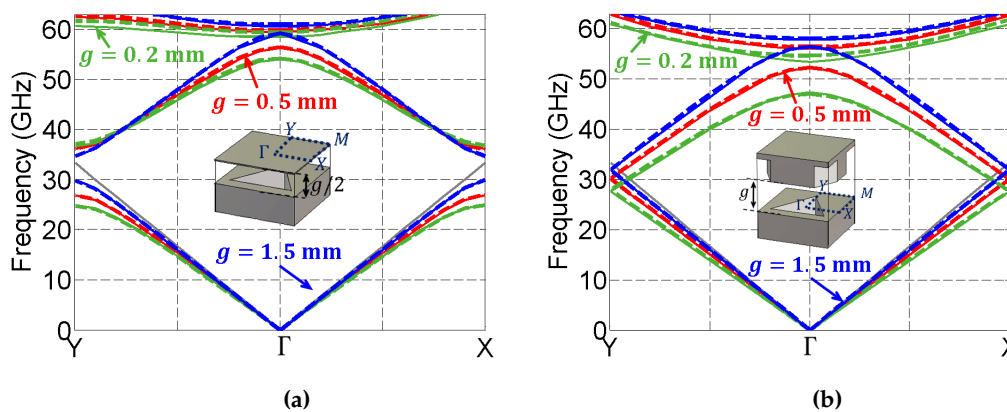 60
50
40
30
20
10
0
Frequency (GHz)
Y
Γ
X
g = 0.2 mm
g = 0.5 mm
g = 1.5 mm
Y
M
Γ
X
g/2
(a)
60
50
40
30
20
10
0
Frequency (GHz)
Y
Γ
X
g = 0.2 mm
g = 0.5 mm
g = 1.5 mm
g
Y
M
Γ
X
(b)